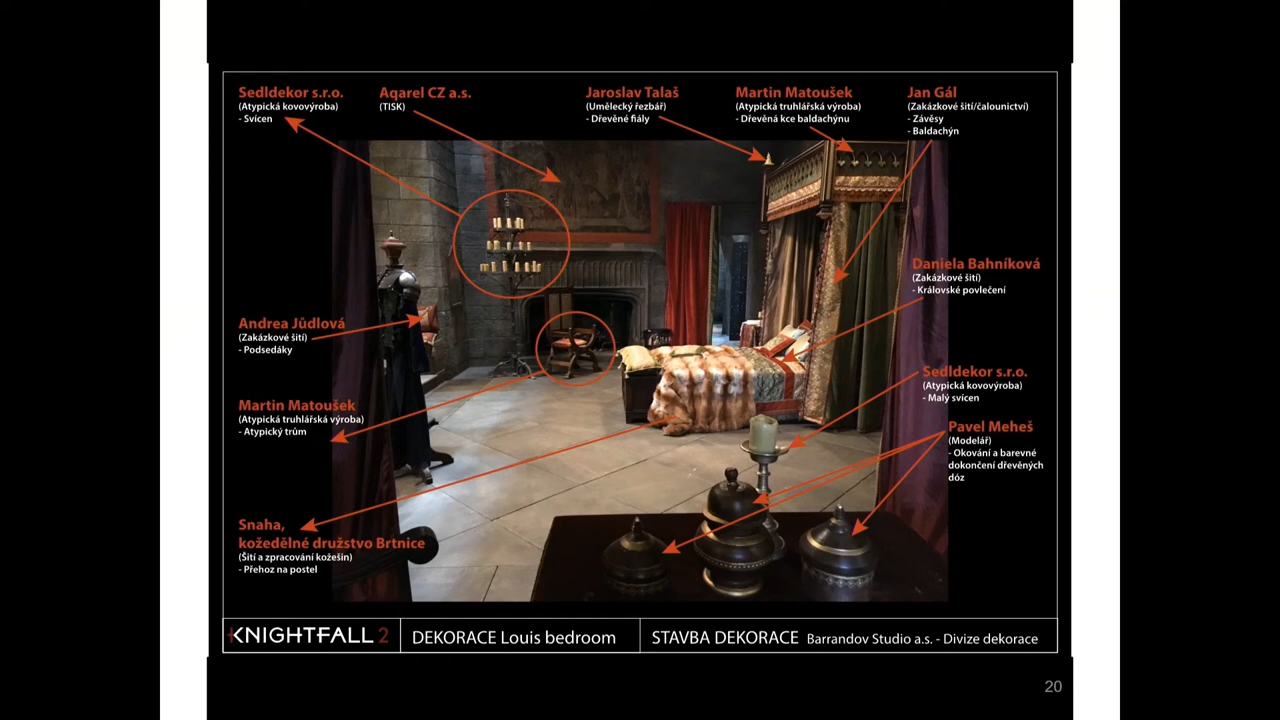 Sedldekor s.r.o.
(Atypická kovovýroba)
- Svícen
Aqarel CZ a.s.
(TISK)
Jaroslav Talaš
(Umělecký řezbář)
- Dřevěné fiály
Martin Matoušek
(Atypická truhlářská výroba)
- Dřevěná kce baldachýnu
Jan Gál
(Zakázkové šití/čalounictví)
- Závěsy
- Baldachýn
Daniela Bahníková
(Zakázkové šití)
- Královské povlečení
Andrea Jůdlová
(Zakázkové šití)
- Podsedáky
Sedldekor s.r.o.
(Atypická kovovýroba)
- Malý svícen
Martin Matoušek
(Atypická truhlářská výroba)
- Atypický trům
Pavel Meheš
(Modelář)
- Okování a barevné
dokončení dřevěných
dóz
Snaha,
kožedělné družstvo Brtnice
(Šití a zpracování kožešin)
- Přehoz na postel
KNIGHTFALL 2
DEKORACE Louis bedroom
STAVBA DEKORACE Barrandov Studio a.s. - Divize dekorace
20